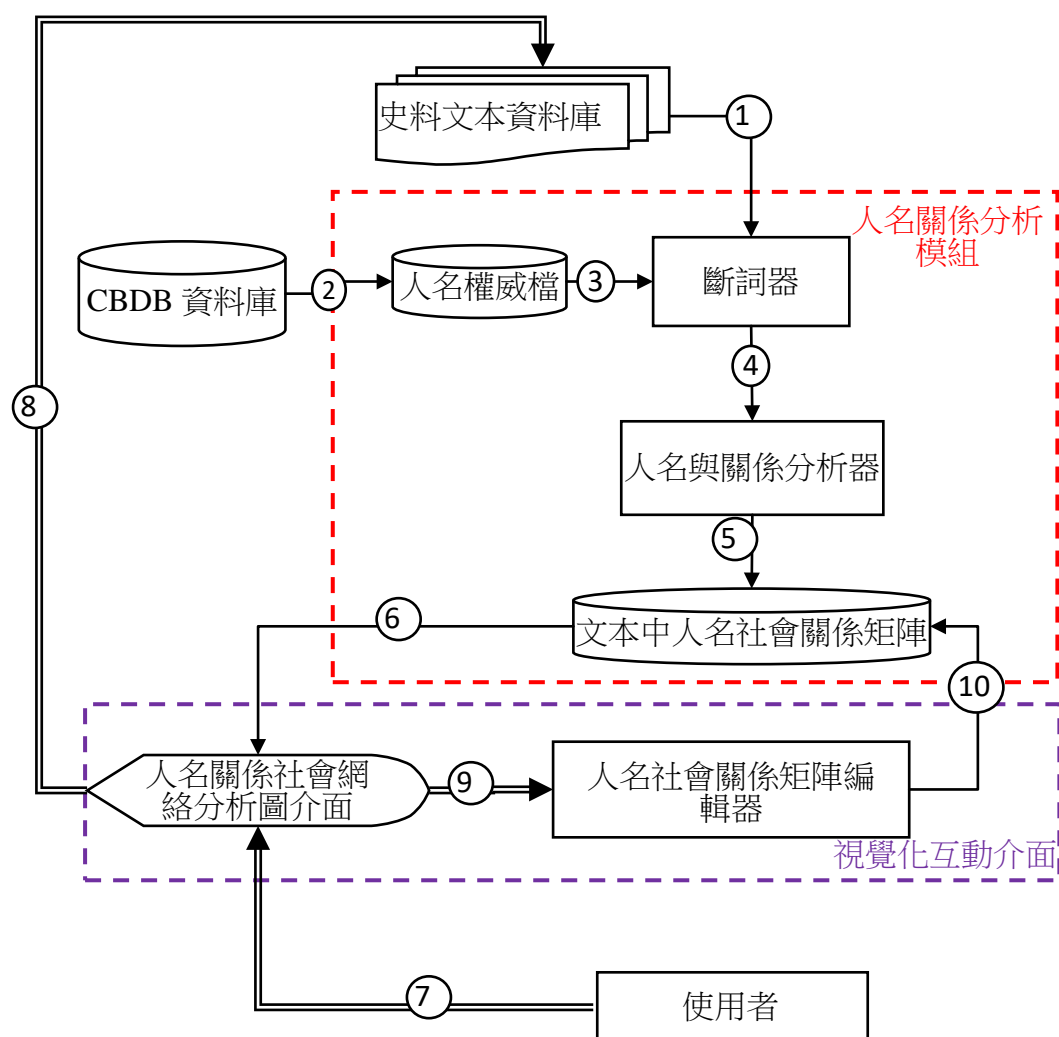 史料文本資料庫
1
人名關係分析
模組
CBDB 資料庫
2
人名權威檔
3
斷詞器
4
8
人名與關係分析器
5
6
文本中人名社會關係矩陣
10
人名關係社會網
絡分析圖介面
9
人名社會關係矩陣編
輯器
視覺化互動介面
7
使用者